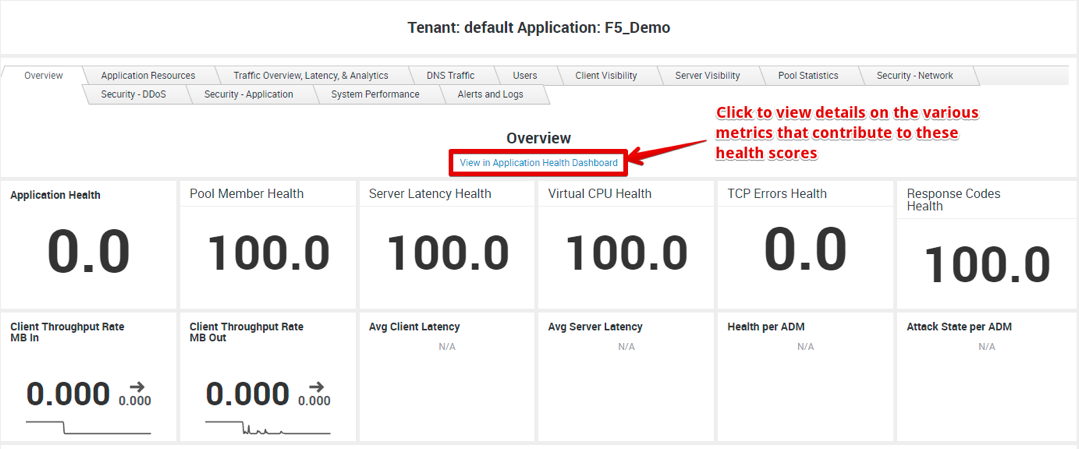 Tenant: default Application: F5_Demo
Overview
Application Resources
Traffic Overview, Latency, & Analytics
DNS Traffic
Users
Client Visibility
Server Visibility
Pool Statistics
Security - Network
Security - DDoS
Security - Application
System Performance
Alerts and Logs
Click to view details on the various
metrics that contribute to these
health scores
Overview
View in Application Health Dashboard
Application Health
0.0
Pool Member Health
100.0
Server Latency Health
100.0
Virtual CPU Health
100.0
TCP Errors Health
0.0
Response Codes
Health
100.0
Client Throughput Rate
MB In
0.000
0.000
Client Throughput Rate
MB Out
0.000
0.000
Avg Client Latency
N/A
Avg Server Latency
N/A
Health per ADM
N/A
Attack State per ADM
N/A